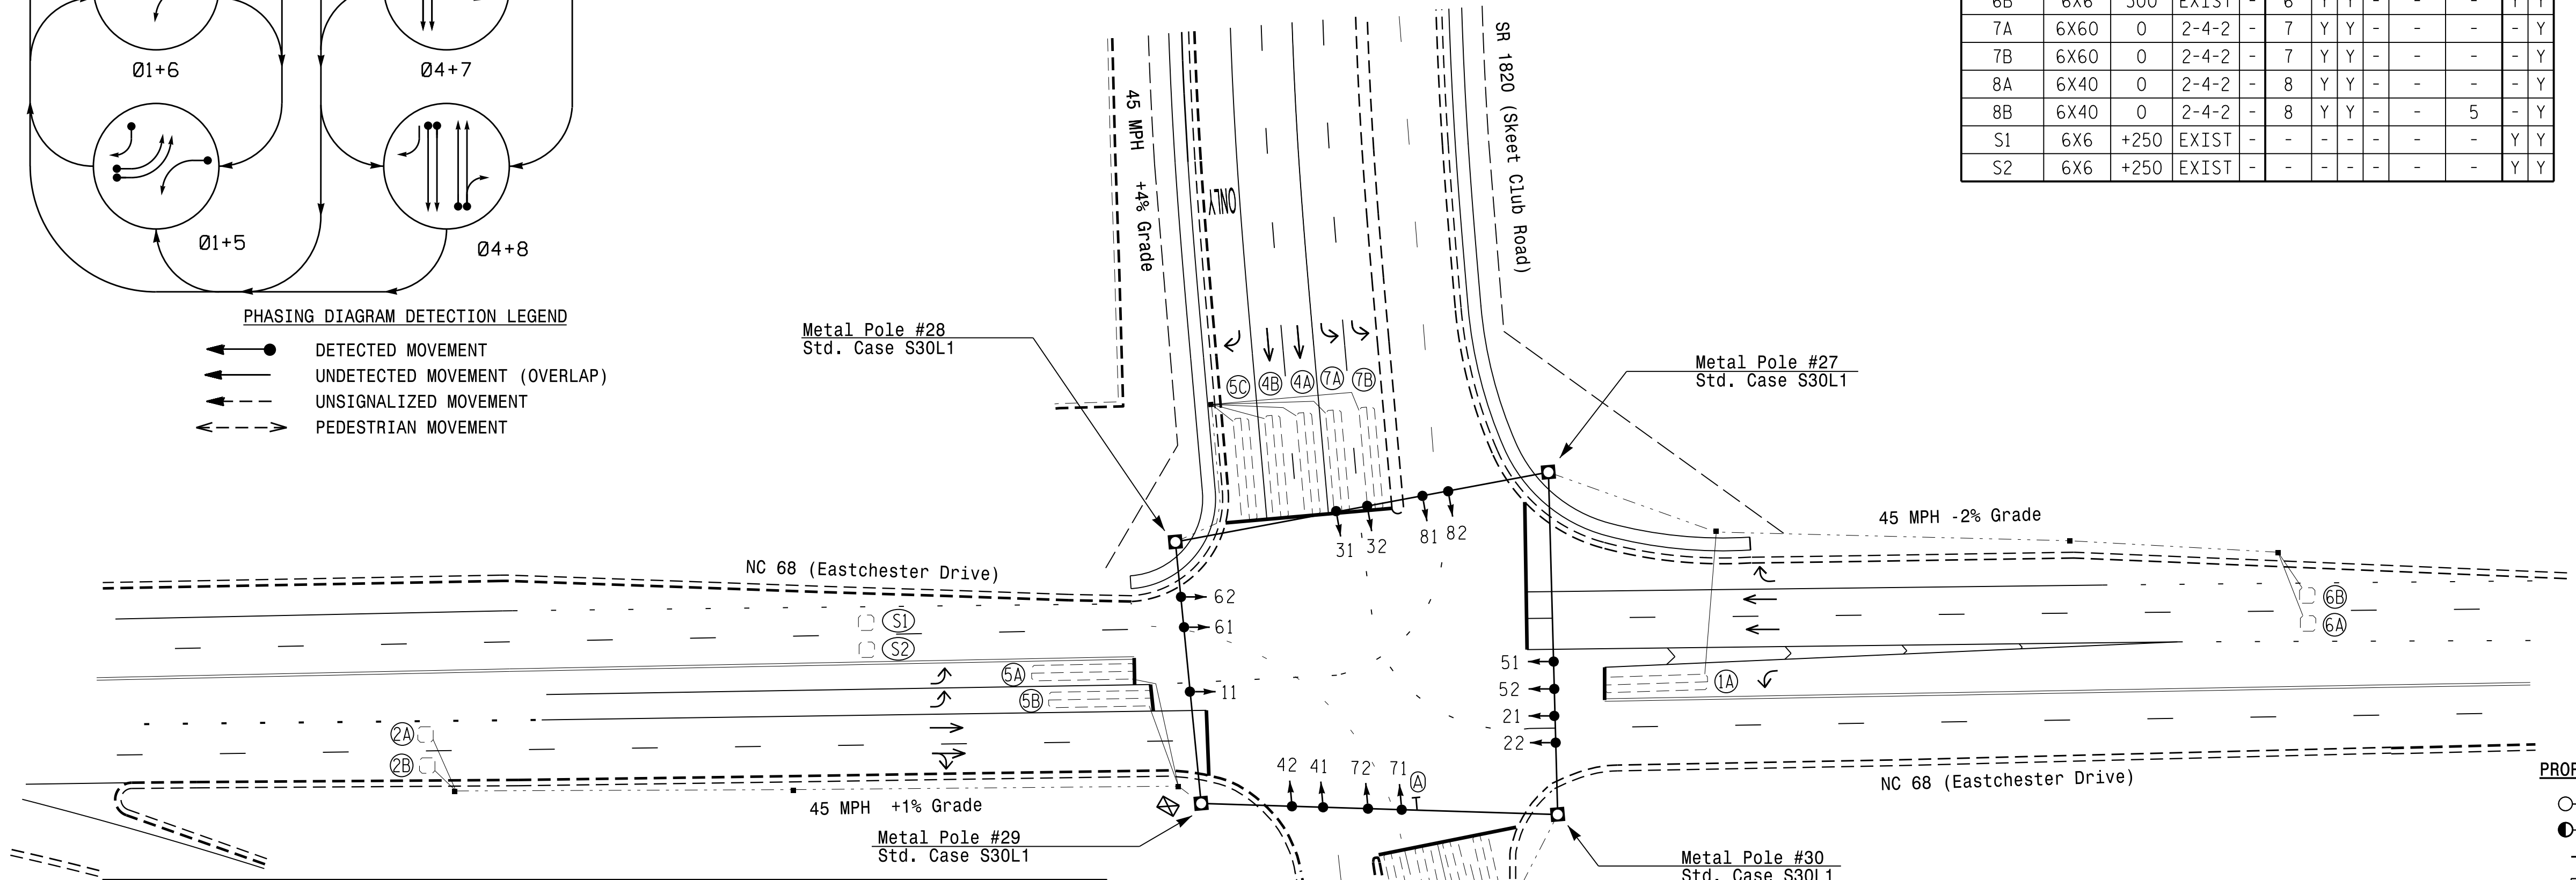 Ø1+6
Ø4+7
Ø1+5
Ø4+8
PHASING DIAGRAM DETECTION LEGEND
DETECTED MOVEMENT
UNDETECTED MOVEMENT (OVERLAP)
UNSIGNALIZED MOVEMENT
PEDESTRIAN MOVEMENT
6B 6X6 300 EXIST - 6 Y Y - - - Y Y
7A 6X60 0 2-4-2 - 7 Y Y - - - - Y
7B 6X60 0 2-4-2 - 7 Y Y - - - - Y
8A 6X40 0 2-4-2 - 8 Y Y - - - - Y
8B 6X40 0 2-4-2 - 8 Y Y - - 5 - Y
S1 6X6 +250 EXIST - - - - - - - Y Y
S2 6X6 +250 EXIST - - - - - - - Y Y
45 MPH +4% Grade
ONLY
SR 1820 (Skeet Club Road)
Metal Pole #28
Std. Case S30L1
Metal Pole #27
Std. Case S30L1
5C 4B 4A 7A 7B
31 32 81 82
45 MPH -2% Grade
NC 68 (Eastchester Drive)
62
61
S1
S2
6B
6A
5A
5B
11
51
52
21
22
1A
2A
2B
42 41 72 71 A
45 MPH +1% Grade
NC 68 (Eastchester Drive)
Metal Pole #29
Std. Case S30L1
Metal Pole #30
Std. Case S30L1